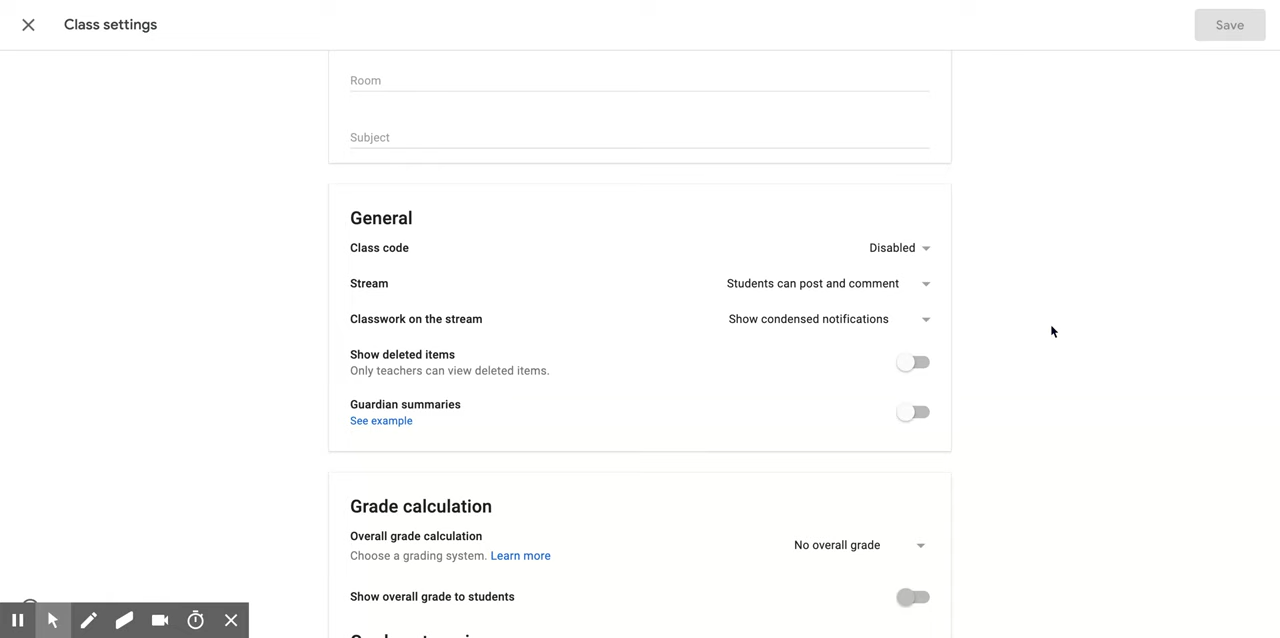 Class settings
Save
Room
Subject
General
Class code
Disabled
Stream
Students can post and comment
Classwork on the stream
Show condensed notifications
Show deleted items
Only teachers can view deleted items.
Guardian summaries
See example
Grade calculation
Overall grade calculation
Choose a grading system. Learn more
No overall grade
Show overall grade to students